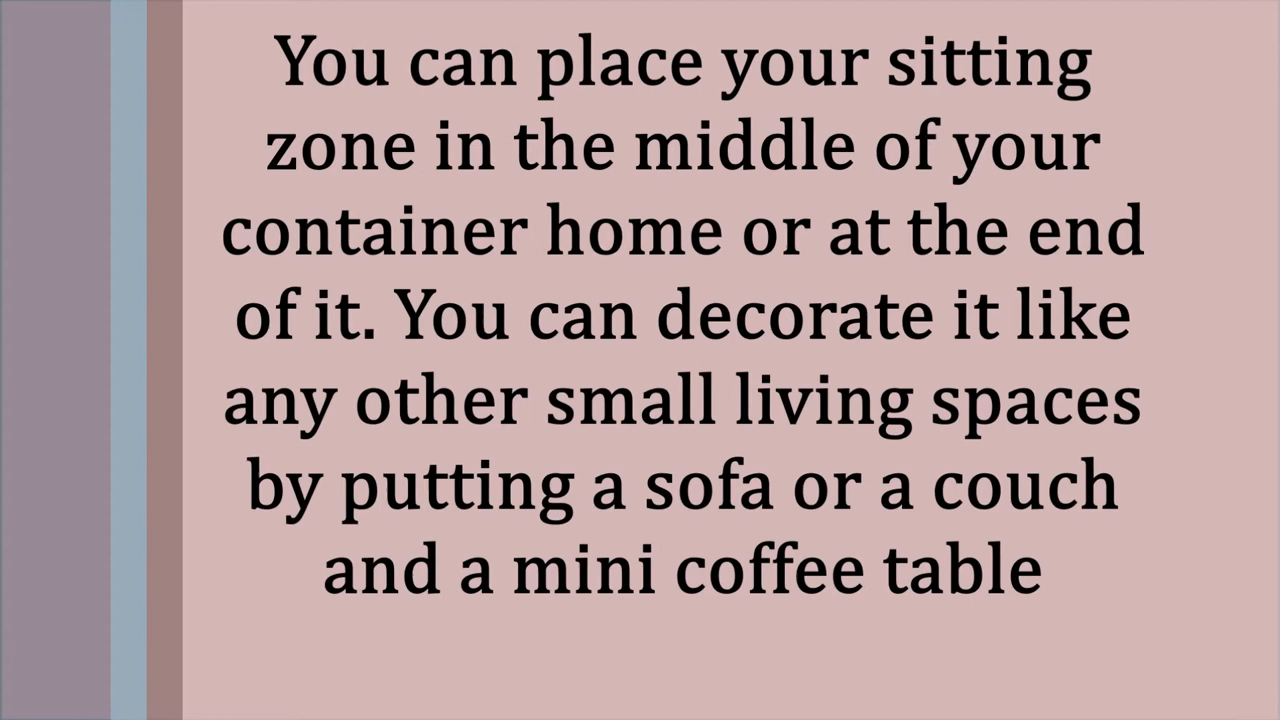 You can place your sitting
zone in the middle of your
container home or at the end
of it. You can decorate it like
any other small living spaces
by putting a sofa or a couch
and a mini coffee table